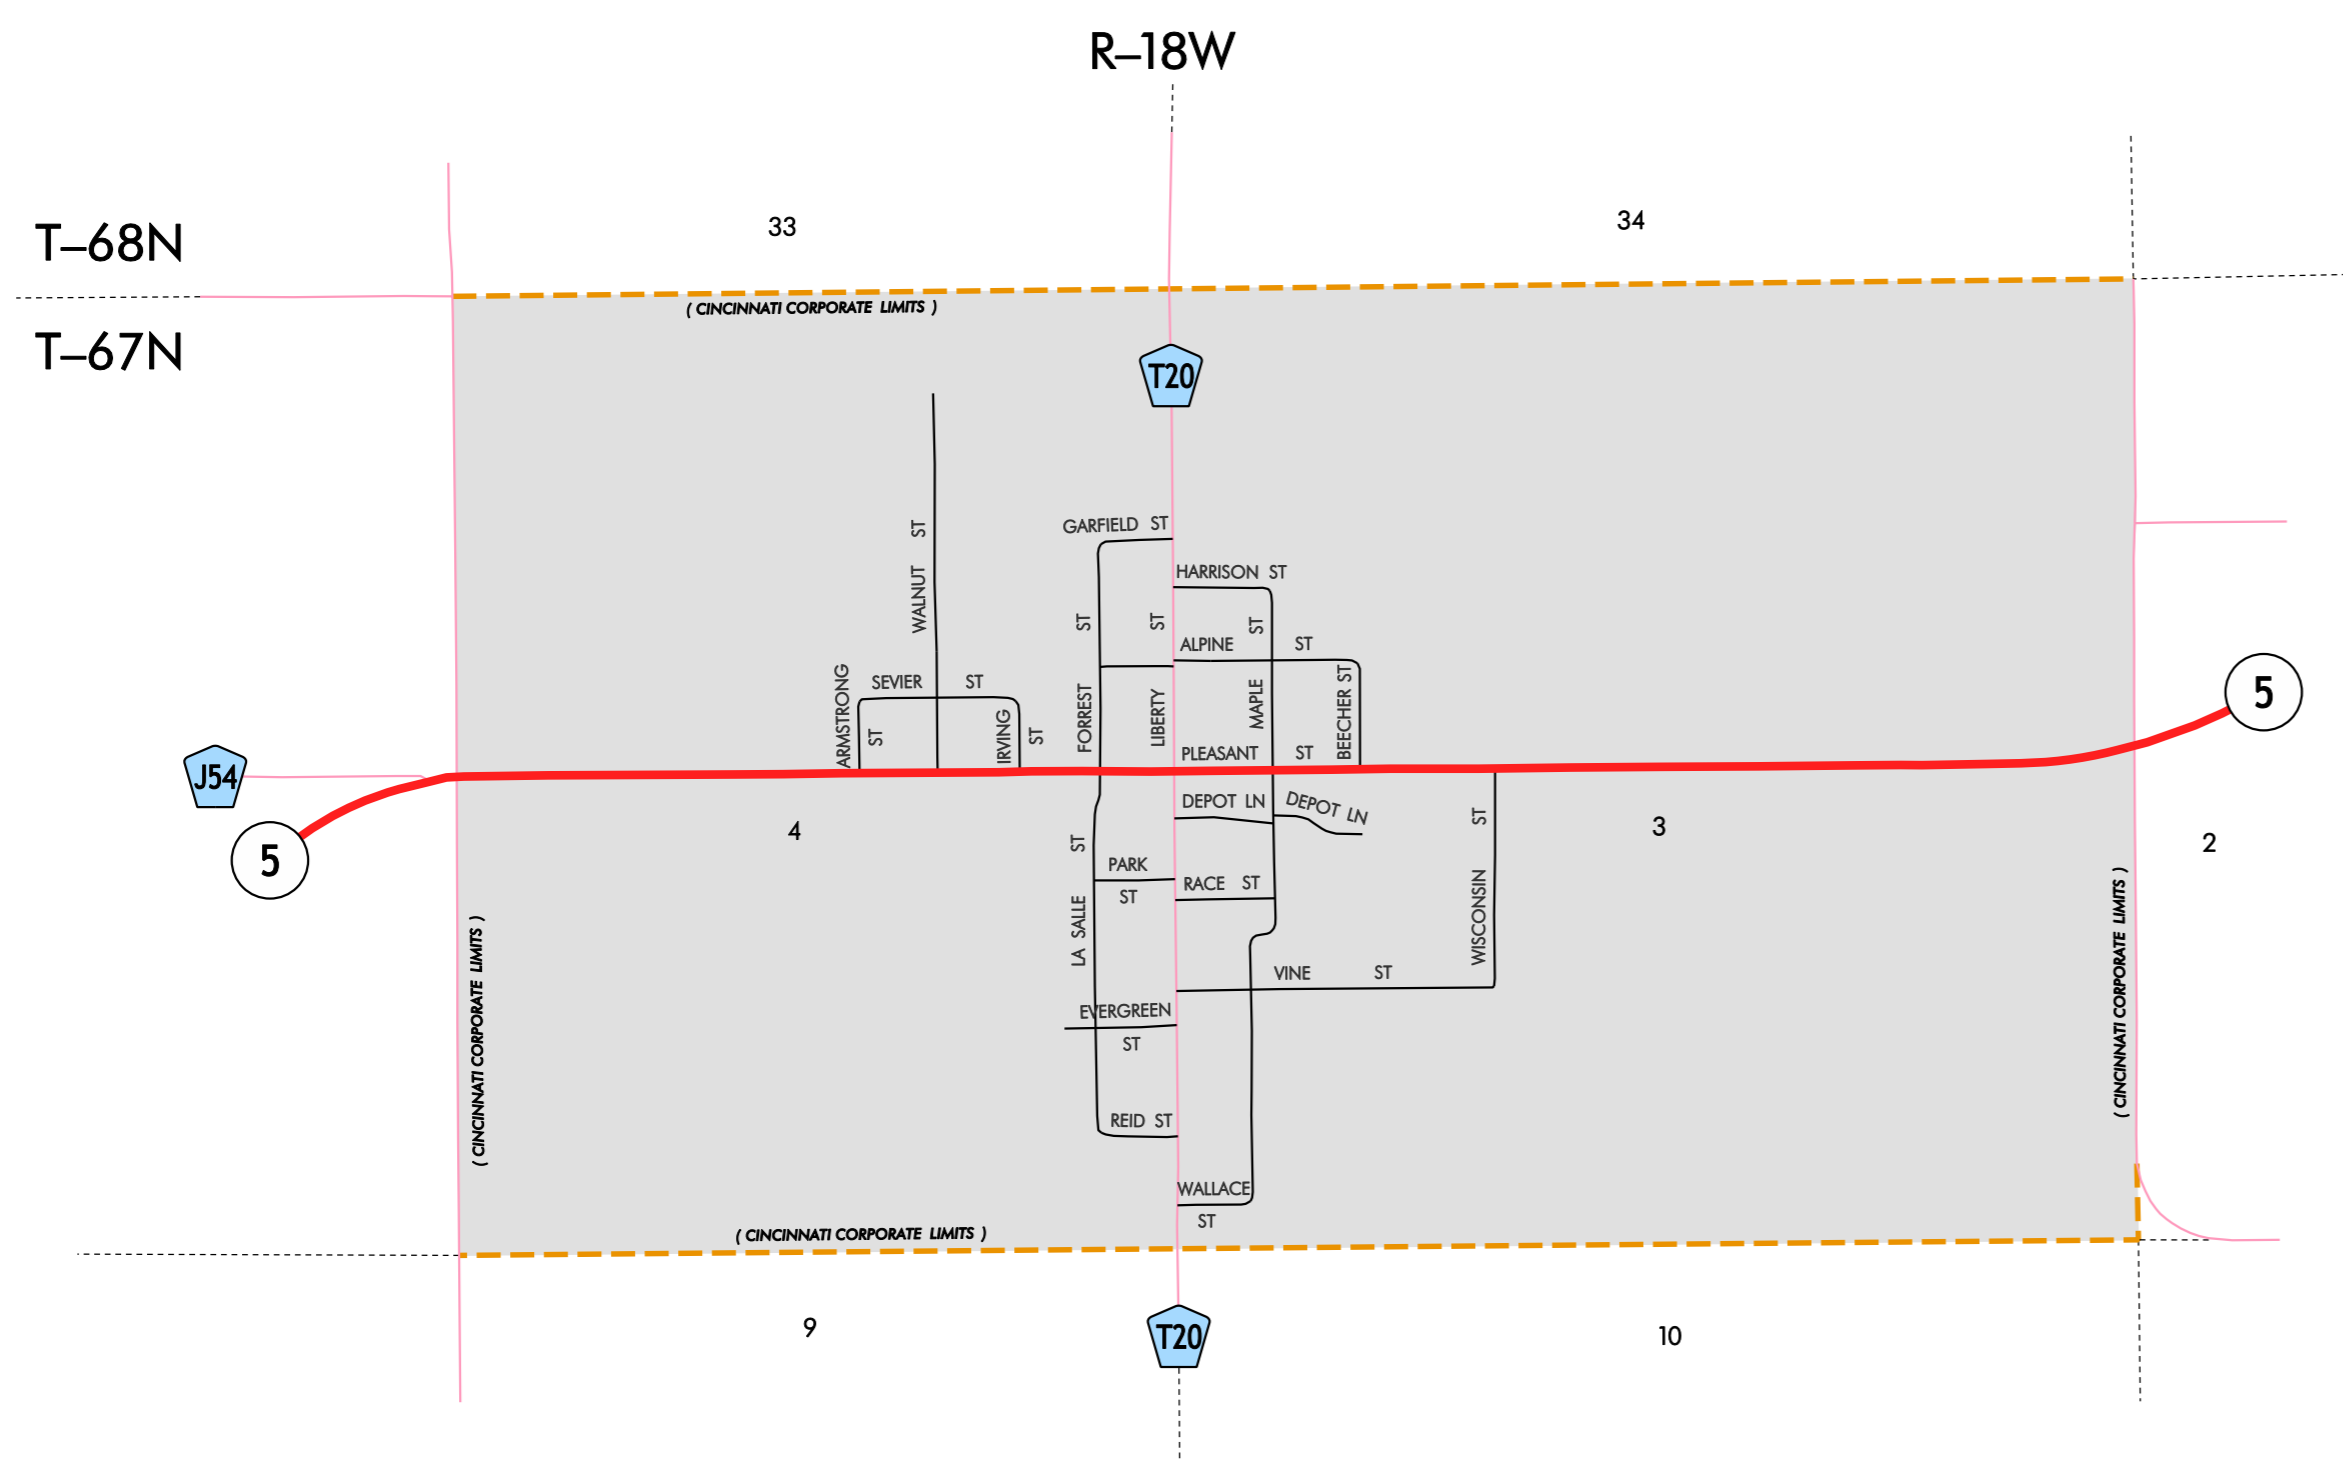 R–18W
33
34
T–68N
( CINCINNATI CORPORATE LIMITS )
T–67N
T20
GARFIELD ST
WALNUT ST
HARRISON ST
FORREST ST
LIBERTY ST
MAPLE ST
ALPINE ST
ARMSTRONG ST
SEVIER ST
IRVING ST
BEECHER ST
5
PLEASANT ST
J54
5
4
DEPOT LN
DEPOT LN
3
2
WISCONSIN ST
LA SALLE ST
PARK
ST
RACE ST
( CINCINNATI CORPORATE LIMITS )
( CINCINNATI CORPORATE LIMITS )
VINE ST
EVERGREEN
ST
REID ST
WALLACE
ST
( CINCINNATI CORPORATE LIMITS )
9
T20
10